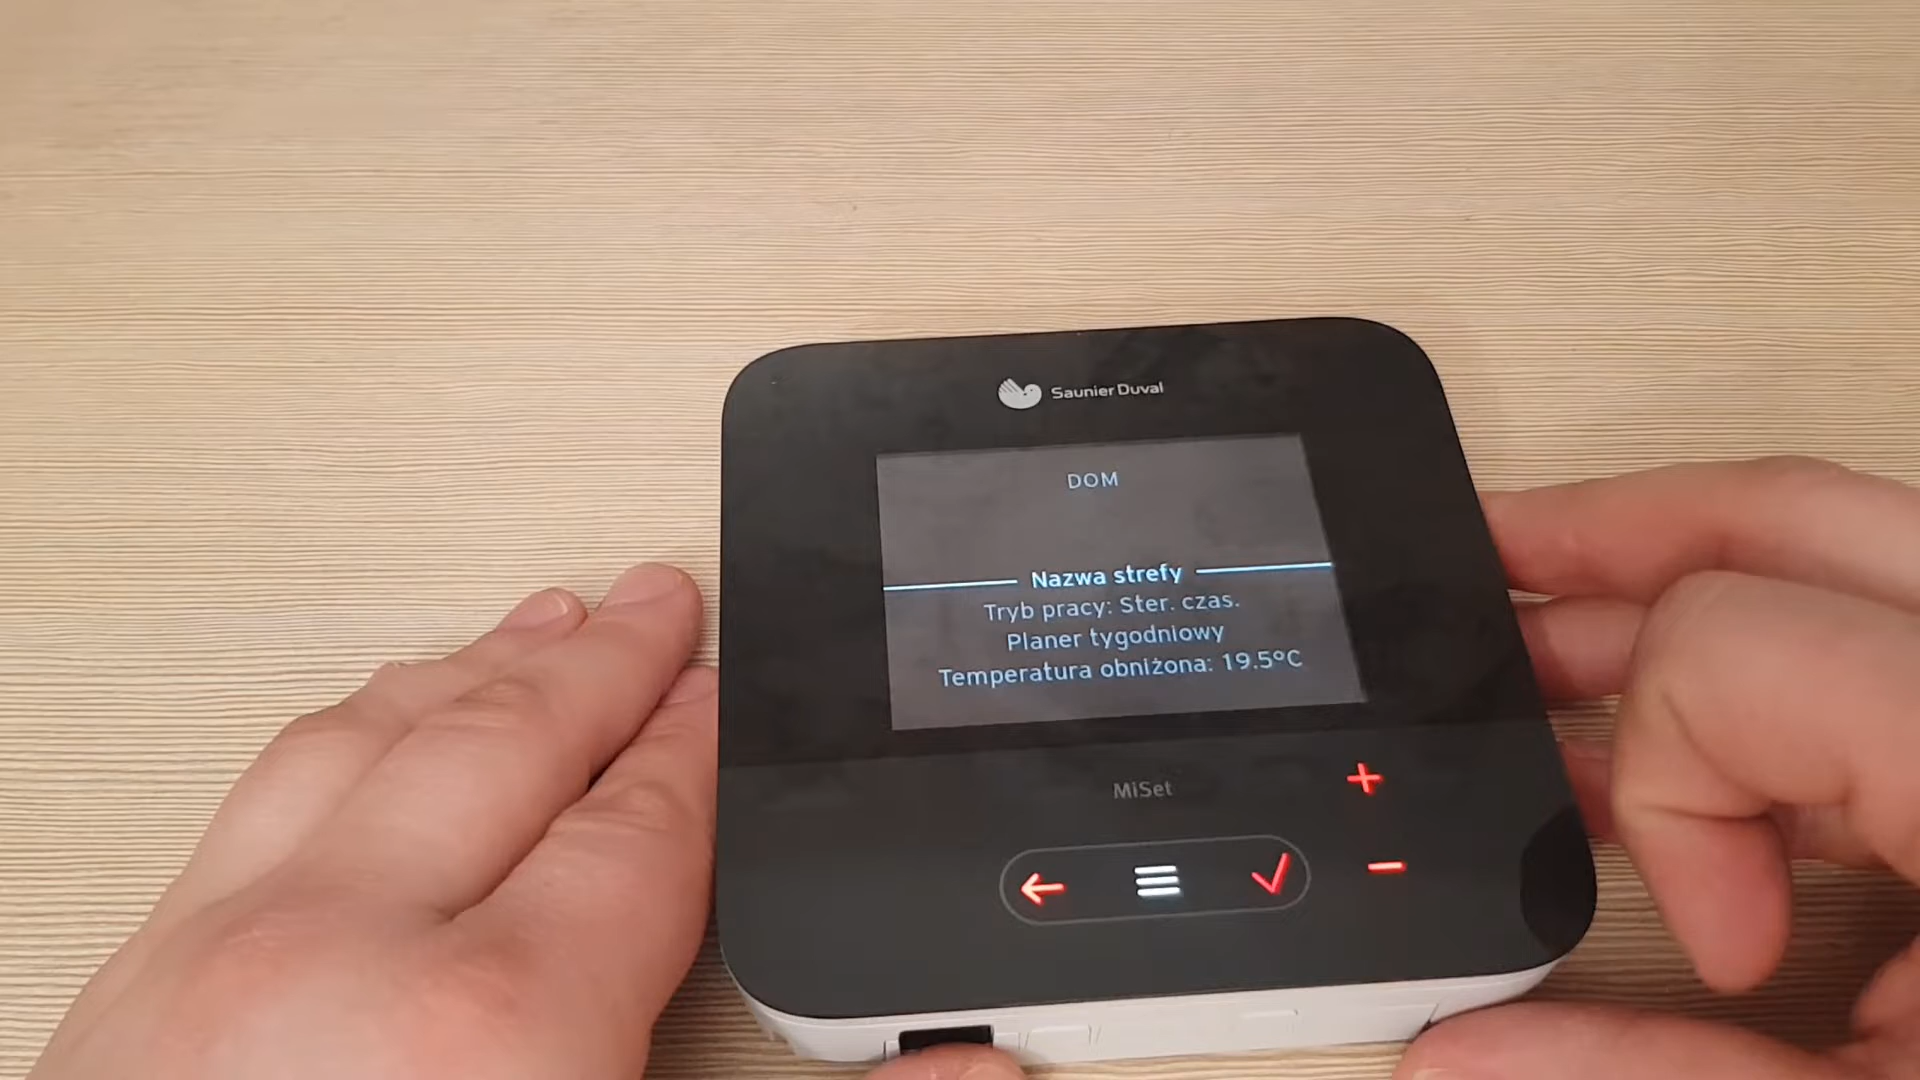 Saunier Duval
DOM
Nazwa strefy
Tryb pracy: Ster. czas.
Planer tygodniowy
Temperatura obniżona: 19.5°C
MiSet